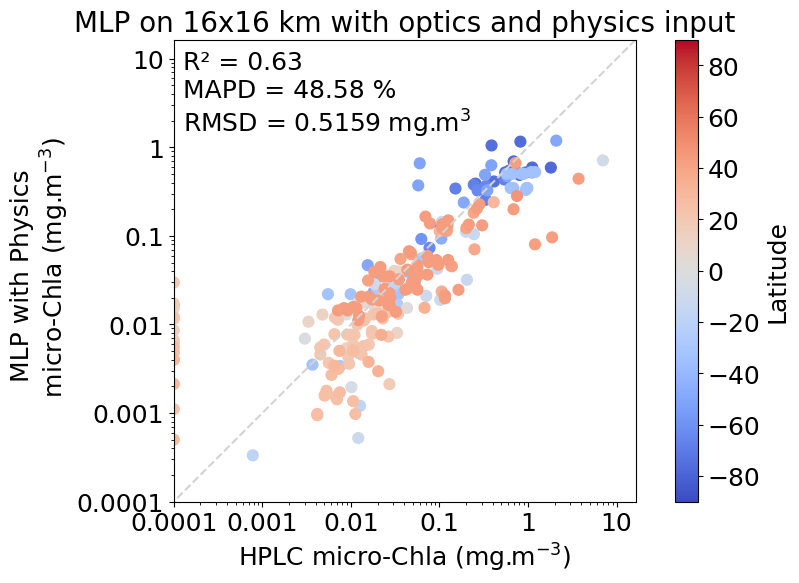 MLP on 16x16 km with optics and physics input
R² = 0.63
MAPD = 48.58 %
RMSD = 0.5159 mg.m³
10
1
0.1
0.01
0.001
0.0001
MLP with Physics
micro-Chla (mg.m⁻³)
0.0001 0.001 0.01 0.1 1 10
HPLC micro-Chla (mg.m⁻³)
80
60
40
20
0
−20
−40
−60
−80
Latitude